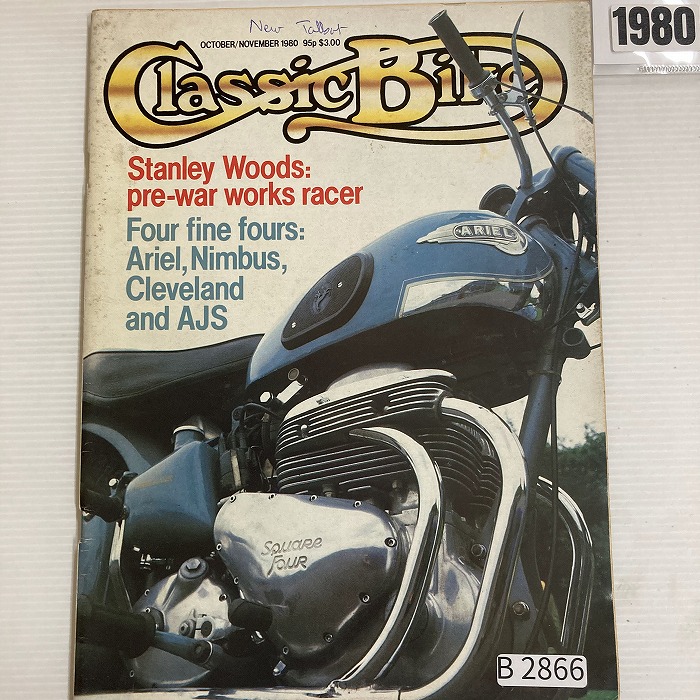 New Talbot
1980
OCTOBER/NOVEMBER 1980 95p $3.00
Classic Bike
Stanley Woods:
pre-war works racer
Four fine fours:
Ariel, Nimbus,
Cleveland
and AJS
ARIEL
SQUARE
FOUR
B 2866